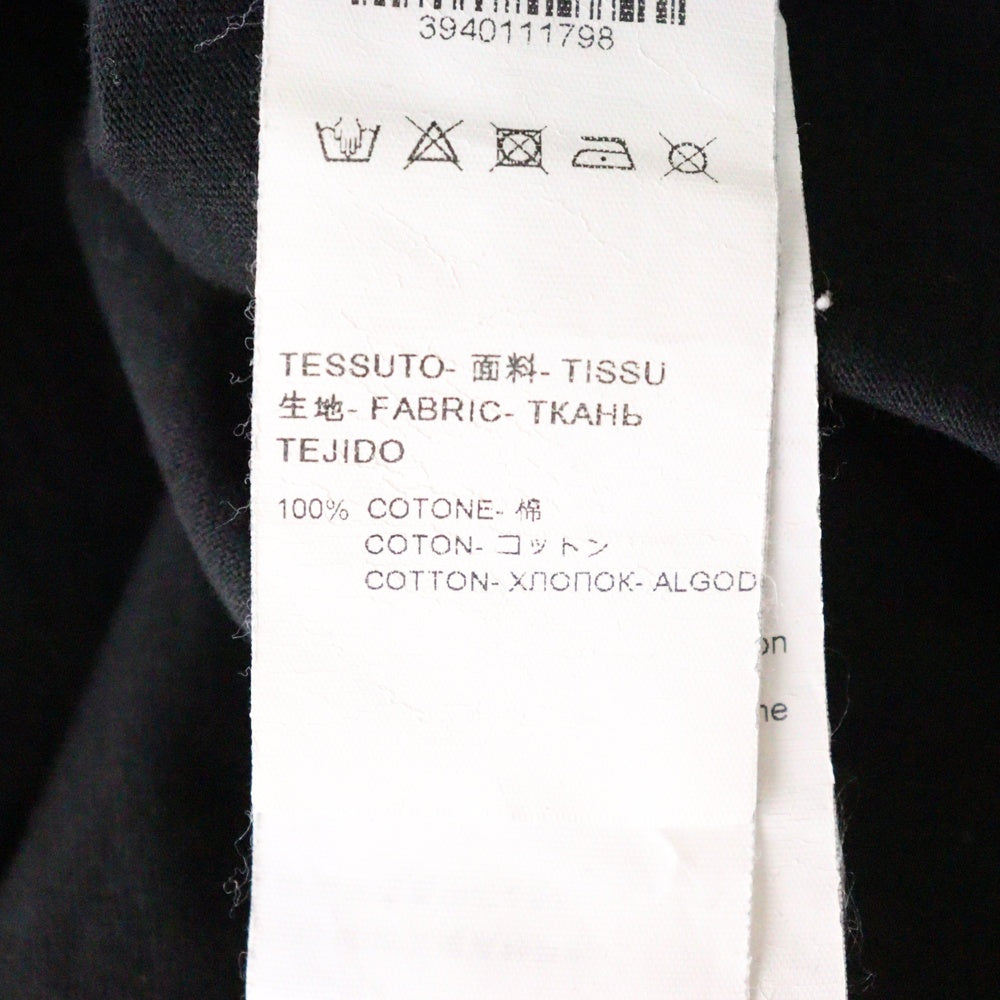 3940111798
TESSUTO- 面料- TISSU
生地- FABRIC- ТКАНЬ
TEJIDO
100% COTONE- 棉
COTON- コットン
COTTON- ХЛОПОК- ALGOD